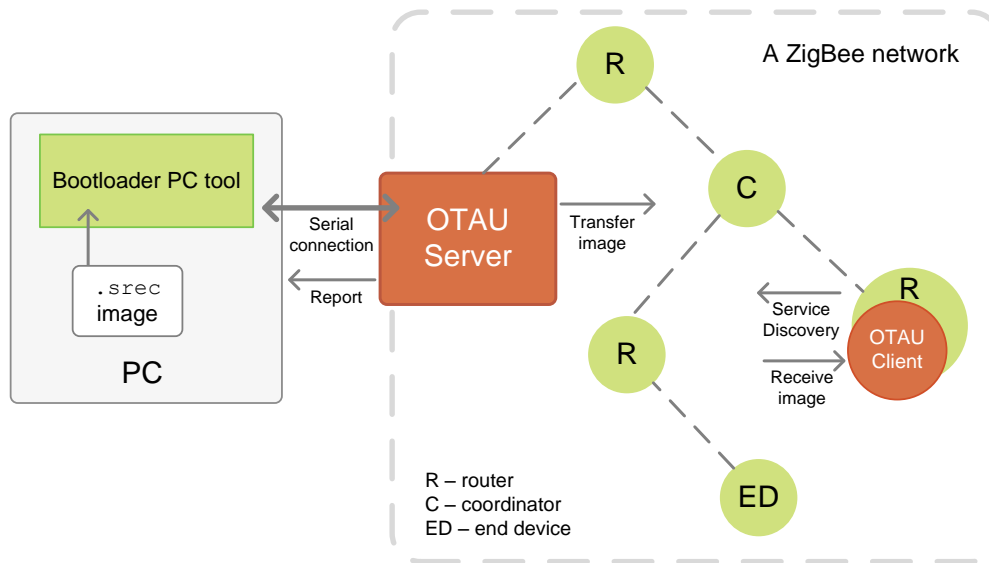 A ZigBee network
R
Bootloader PC tool
.srec
image
PC
Serial
connection
Report
OTAU
Server
Transfer
image
C
R
Service
Discovery
Receive
image
R
OTAU
Client
ED
R – router
C – coordinator
ED – end device